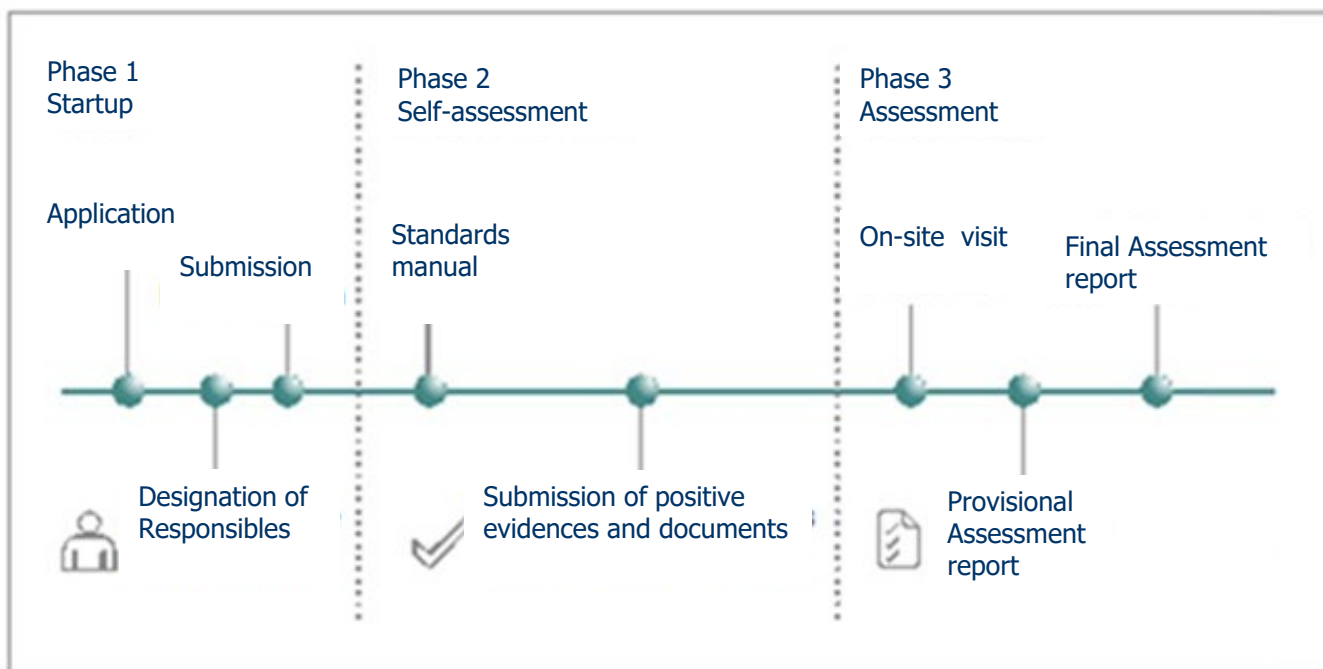 Phase 1
Startup
Phase 2
Self-assessment
Phase 3
Assessment
Application
Submission
Standards
manual
On-site visit
Final Assessment
report
Designation of
Responsibles
Submission of positive
evidences and documents
Provisional
Assessment
report